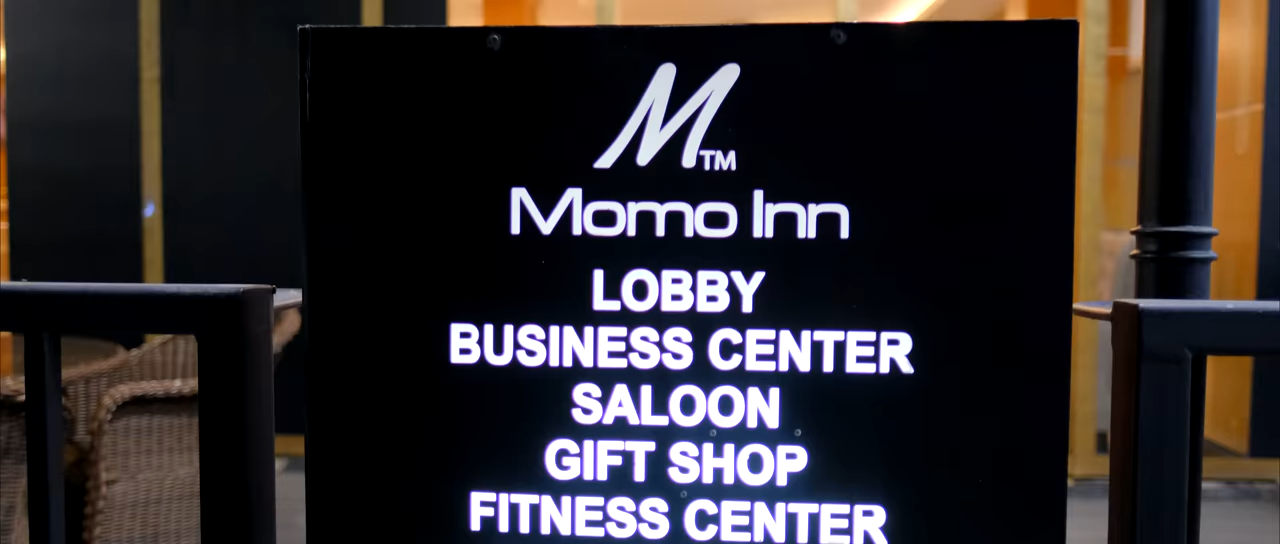 M TM
Momo Inn
LOBBY
BUSINESS CENTER
SALOON
GIFT SHOP
FITNESS CENTER